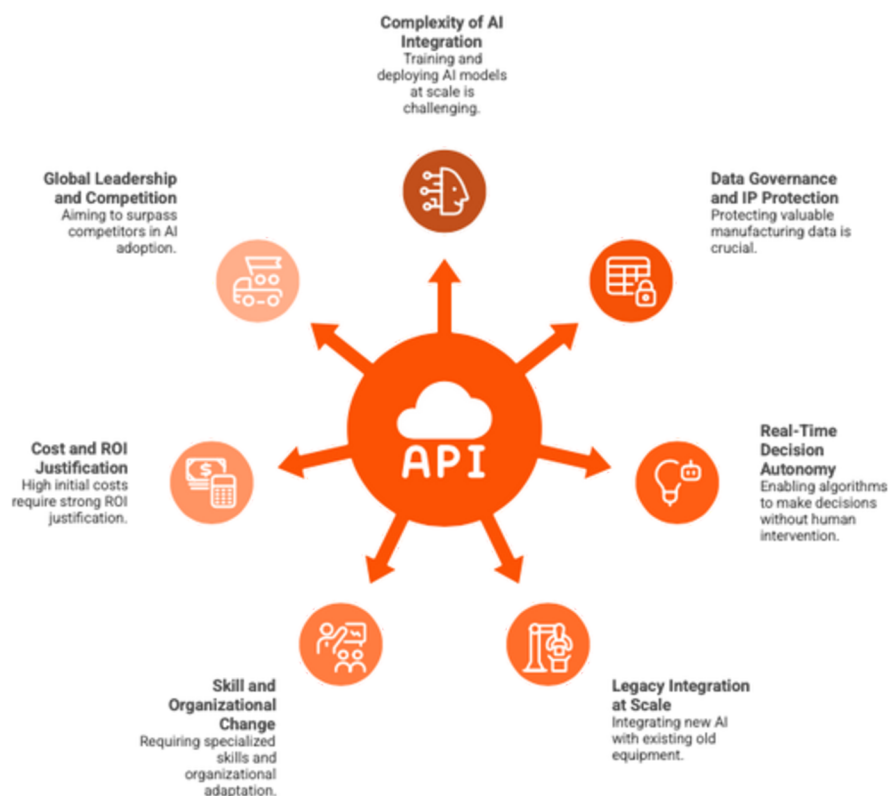 Complexity of AI
Integration
Training and
deploying AI models
at scale is
challenging.
Global Leadership
and Competition
Aiming to surpass
competitors in AI
adoption.
Data Governance
and IP Protection
Protecting valuable
manufacturing data is
crucial.
API
Cost and ROI
Justification
High initial costs
require strong ROI
justification.
Real-Time
Decision
Autonomy
Enabling algorithms
to make decisions
without human
intervention.
Skill and
Organizational
Change
Requiring specialized
skills and
organizational
adaptation.
Legacy Integration
at Scale
Integrating new AI
with existing old
equipment.